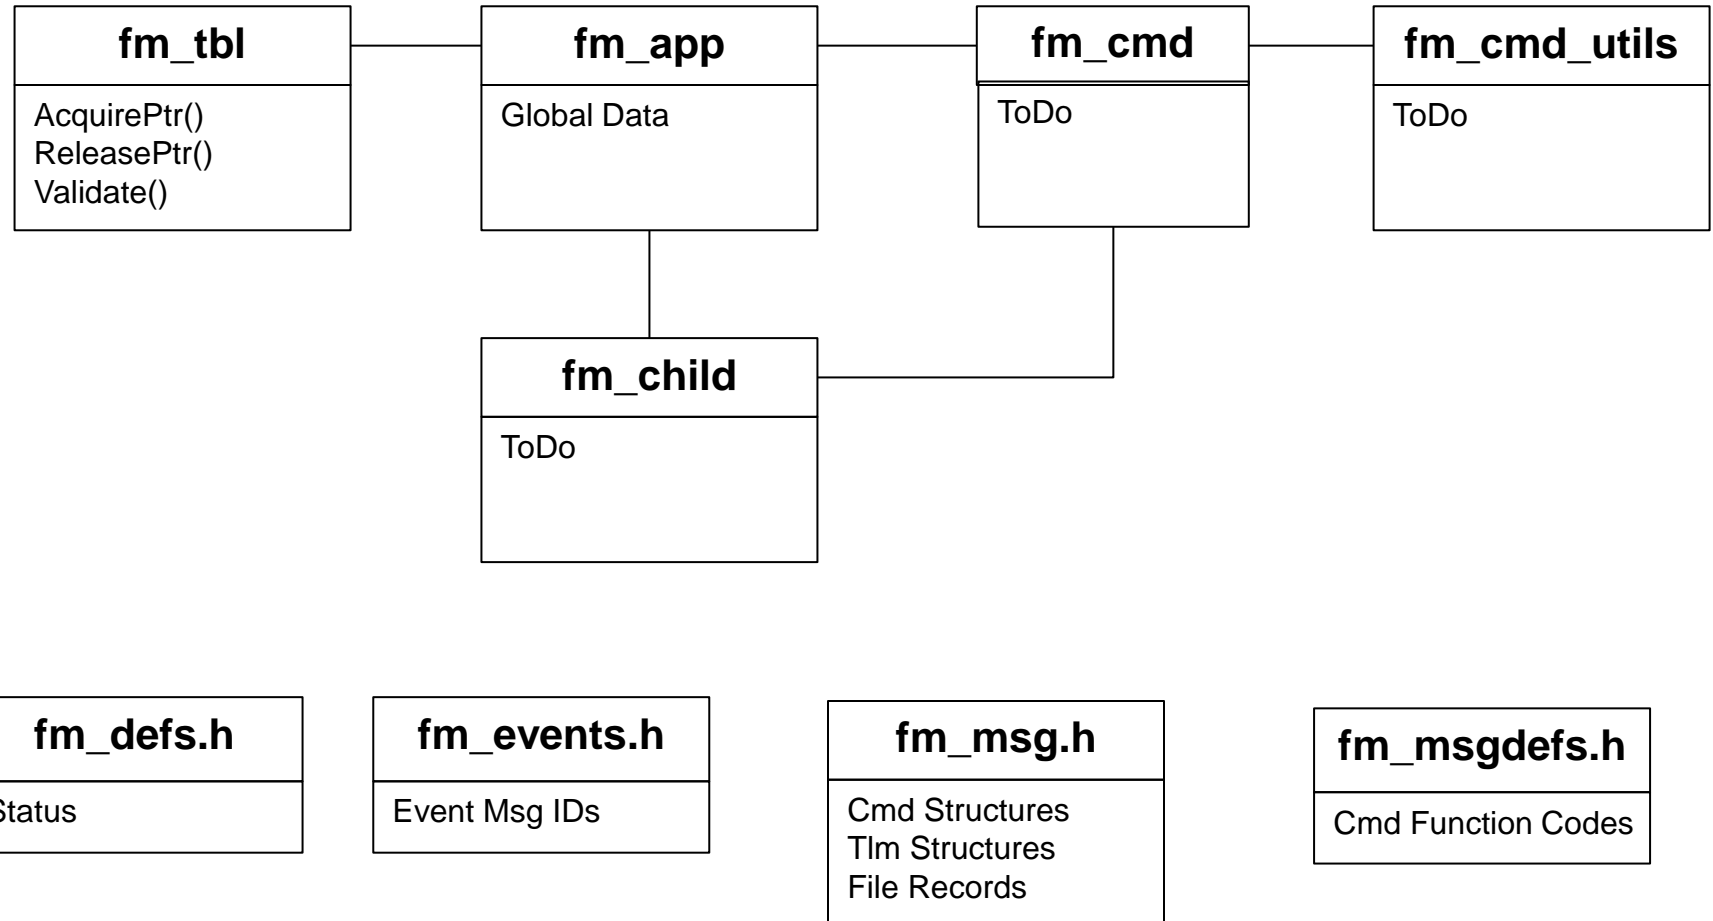 fm_tbl
AcquirePtr()
ReleasePtr()
Validate()
fm_app
Global Data
fm_cmd
ToDo
fm_cmd_utils
ToDo
fm_child
ToDo
fm_defs.h
Status
fm_events.h
Event Msg IDs
fm_msg.h
Cmd Structures
Tlm Structures
File Records
fm_msgdefs.h
Cmd Function Codes